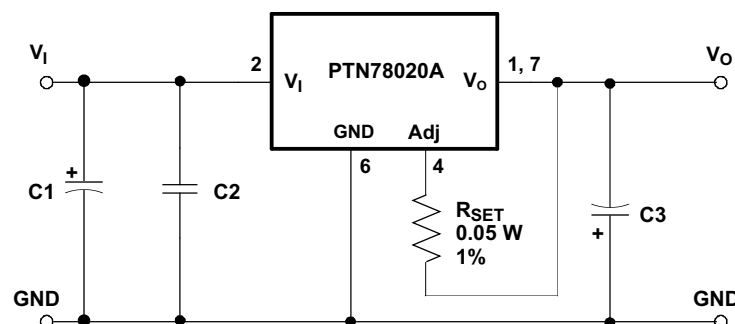 V_I
2
V_I
PTN78020A
V_O
1, 7
V_O
GND
Adj
6
4
+
C1
C2
R_SET
0.05 W
1%
C3
+
GND
GND